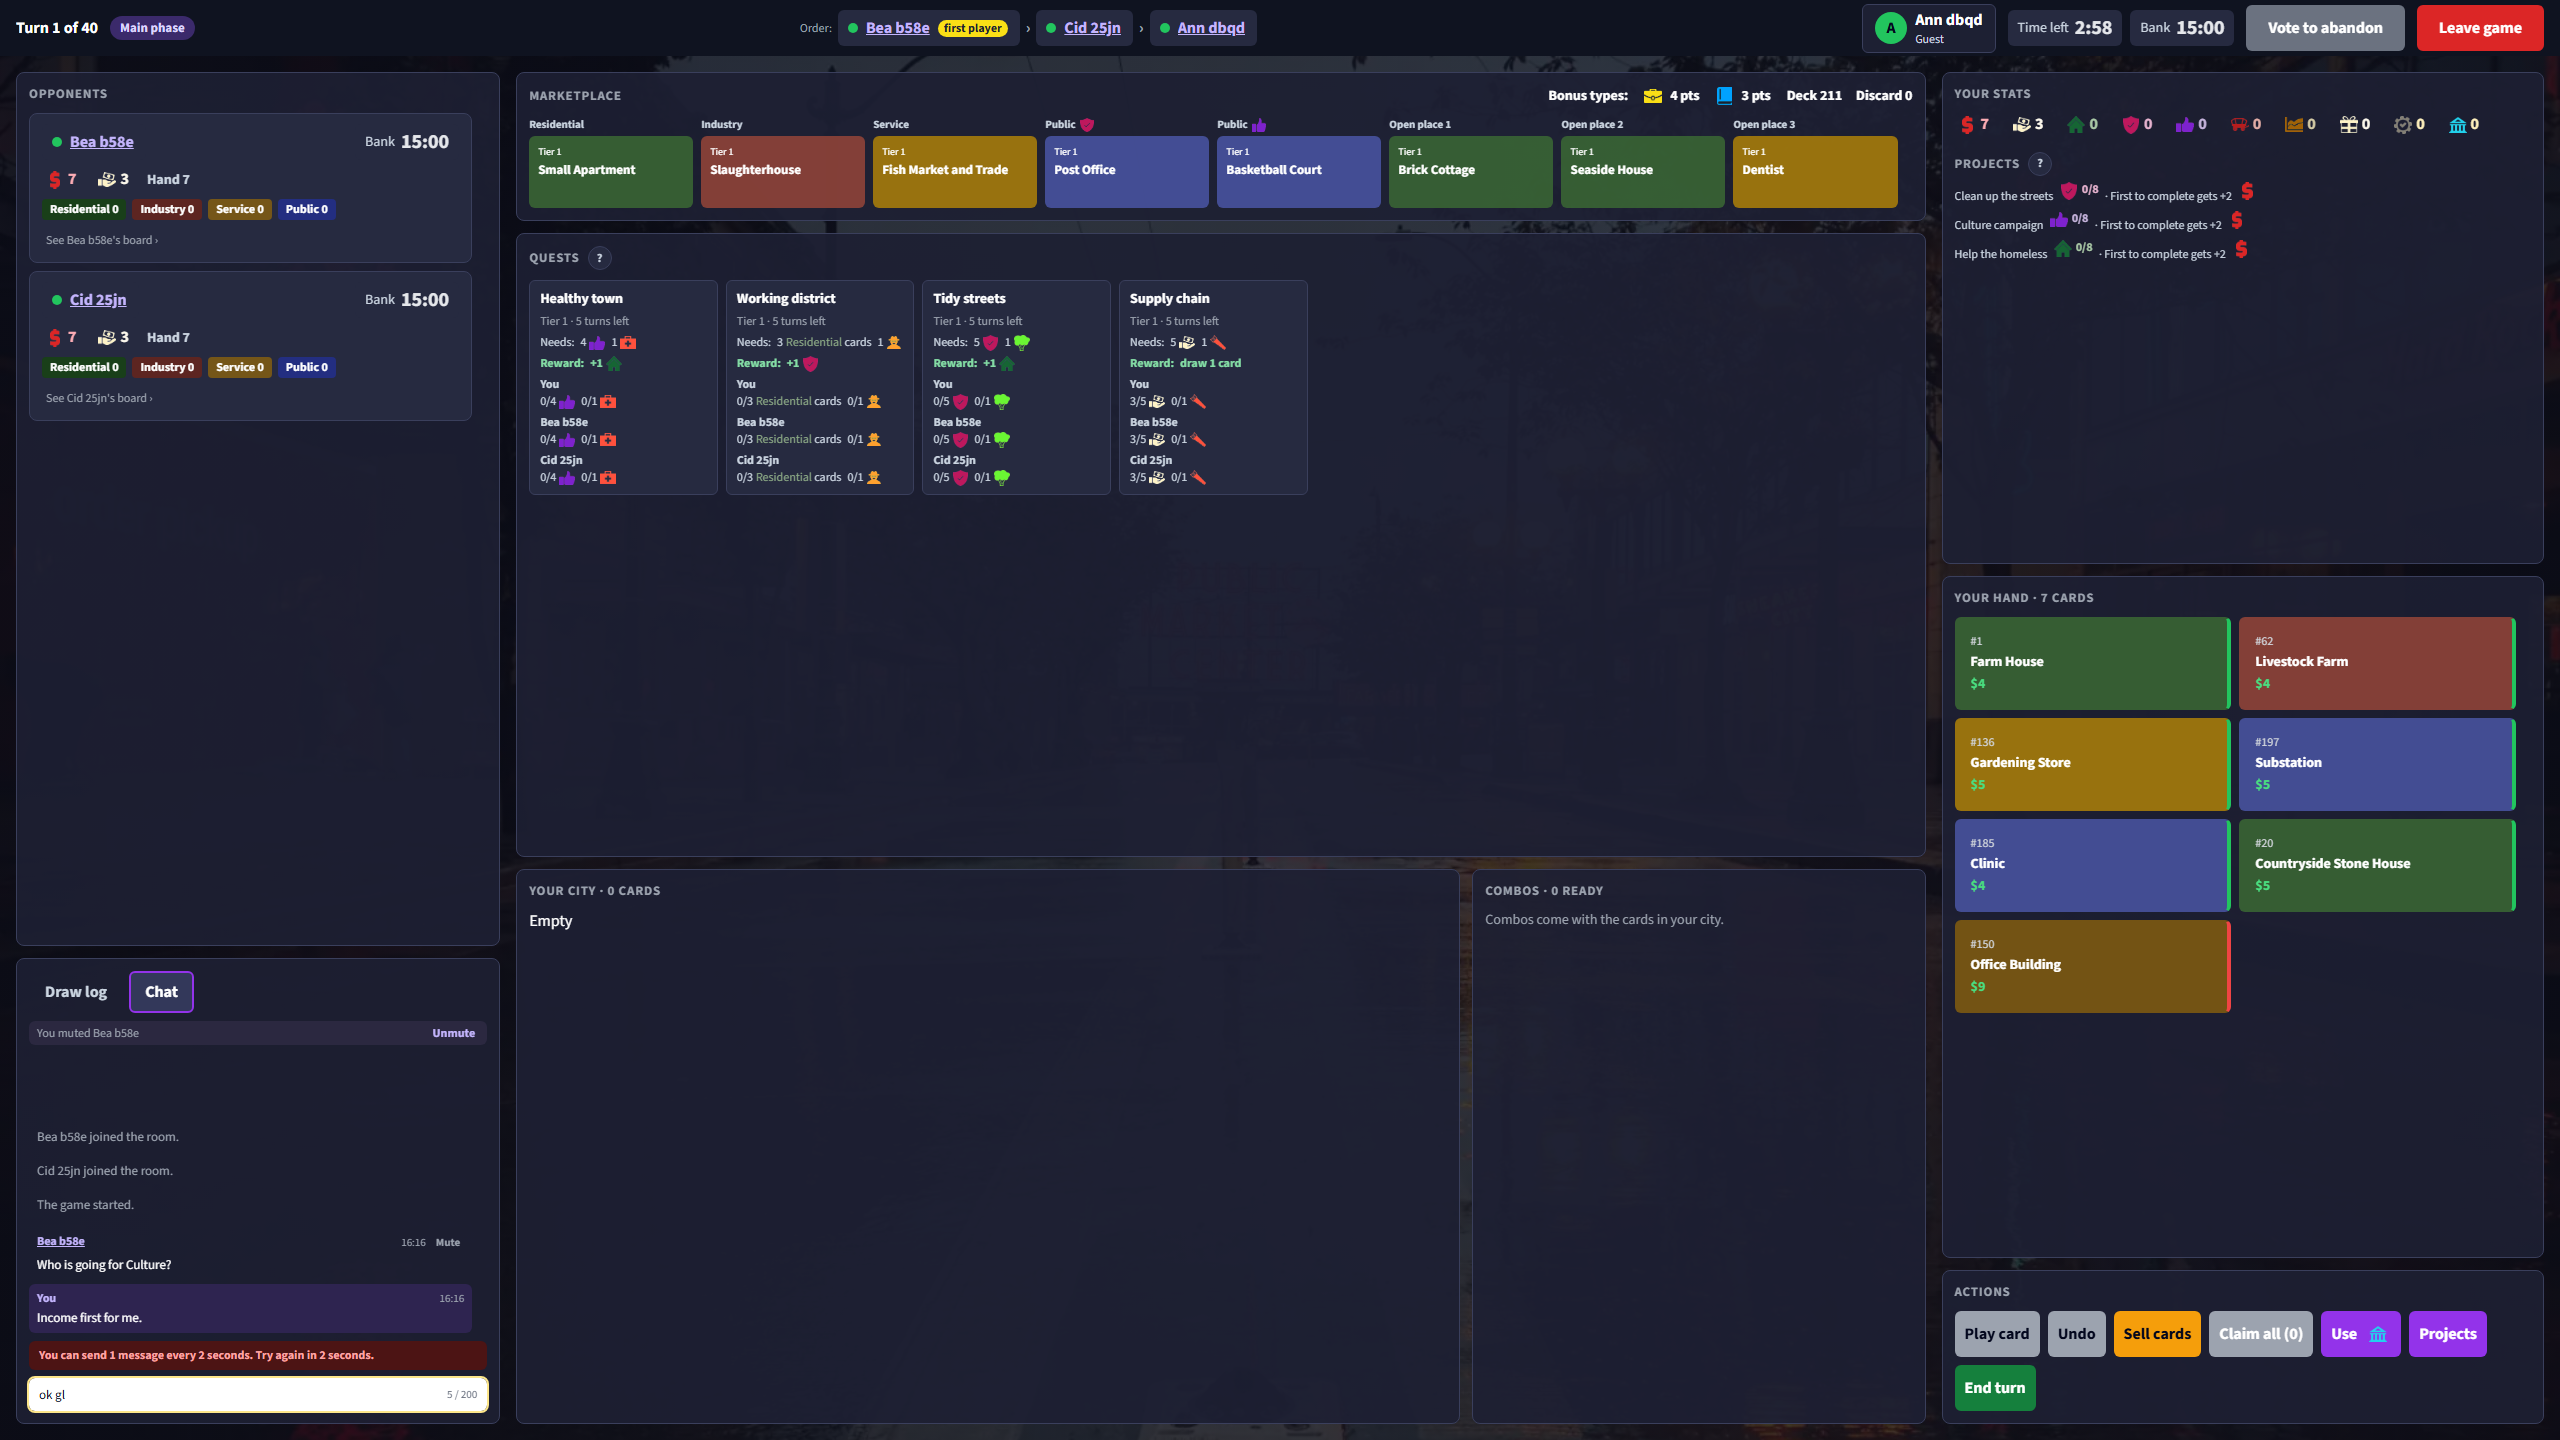 Turn 1 of 40 Main phase
Order: Bea b58e first player › Cid 25jn › Ann dbqd
A Ann dbqd
Guest
Time left 2:58 Bank 15:00 Vote to abandon Leave game
OPPONENTS
Bea b58e Bank 15:00
7 3 Hand 7
Residential 0 Industry 0 Service 0 Public 0
See Bea b58e's board ›
Cid 25jn Bank 15:00
7 3 Hand 7
Residential 0 Industry 0 Service 0 Public 0
See Cid 25jn's board ›
MARKETPLACE Bonus types: 4 pts 3 pts Deck 211 Discard 0
Residential Industry Service Public Public Open place 1 Open place 2 Open place 3
Tier 1 Tier 1 Tier 1 Tier 1 Tier 1 Tier 1 Tier 1 Tier 1
Small Apartment Slaughterhouse Fish Market and Trade Post Office Basketball Court Brick Cottage Seaside House Dentist
QUESTS ?
Healthy town
Tier 1 · 5 turns left
Needs: 4 1
Reward: +1
You
0/4 0/1
Bea b58e
0/4 0/1
Cid 25jn
0/4 0/1
Working district
Tier 1 · 5 turns left
Needs: 3 Residential cards 1
Reward: +1
You
0/3 Residential cards 0/1
Bea b58e
0/3 Residential cards 0/1
Cid 25jn
0/3 Residential cards 0/1
Tidy streets
Tier 1 · 5 turns left
Needs: 5 1
Reward: +1
You
0/5 0/1
Bea b58e
0/5 0/1
Cid 25jn
0/5 0/1
Supply chain
Tier 1 · 5 turns left
Needs: 5 1
Reward: draw 1 card
You
3/5 0/1
Bea b58e
3/5 0/1
Cid 25jn
3/5 0/1
YOUR STATS
7 3 0 0 0 0 0 0 0 0
PROJECTS ?
Clean up the streets 0/8 · First to complete gets +2
Culture campaign 0/8 · First to complete gets +2
Help the homeless 0/8 · First to complete gets +2
YOUR HAND · 7 CARDS
#1
Farm House
$4
#62
Livestock Farm
$4
#136
Gardening Store
$5
#197
Substation
$5
#185
Clinic
$4
#20
Countryside Stone House
$5
#150
Office Building
$9
YOUR CITY · 0 CARDS
Empty
COMBOS · 0 READY
Combos come with the cards in your city.
Draw log Chat
You muted Bea b58e Unmute
Bea b58e joined the room.
Cid 25jn joined the room.
The game started.
Bea b58e 16:16 Mute
Who is going for Culture?
You 16:16
Income first for me.
You can send 1 message every 2 seconds. Try again in 2 seconds.
ok gl 5 / 200
ACTIONS
Play card Undo Sell cards Claim all (0) Use Projects
End turn